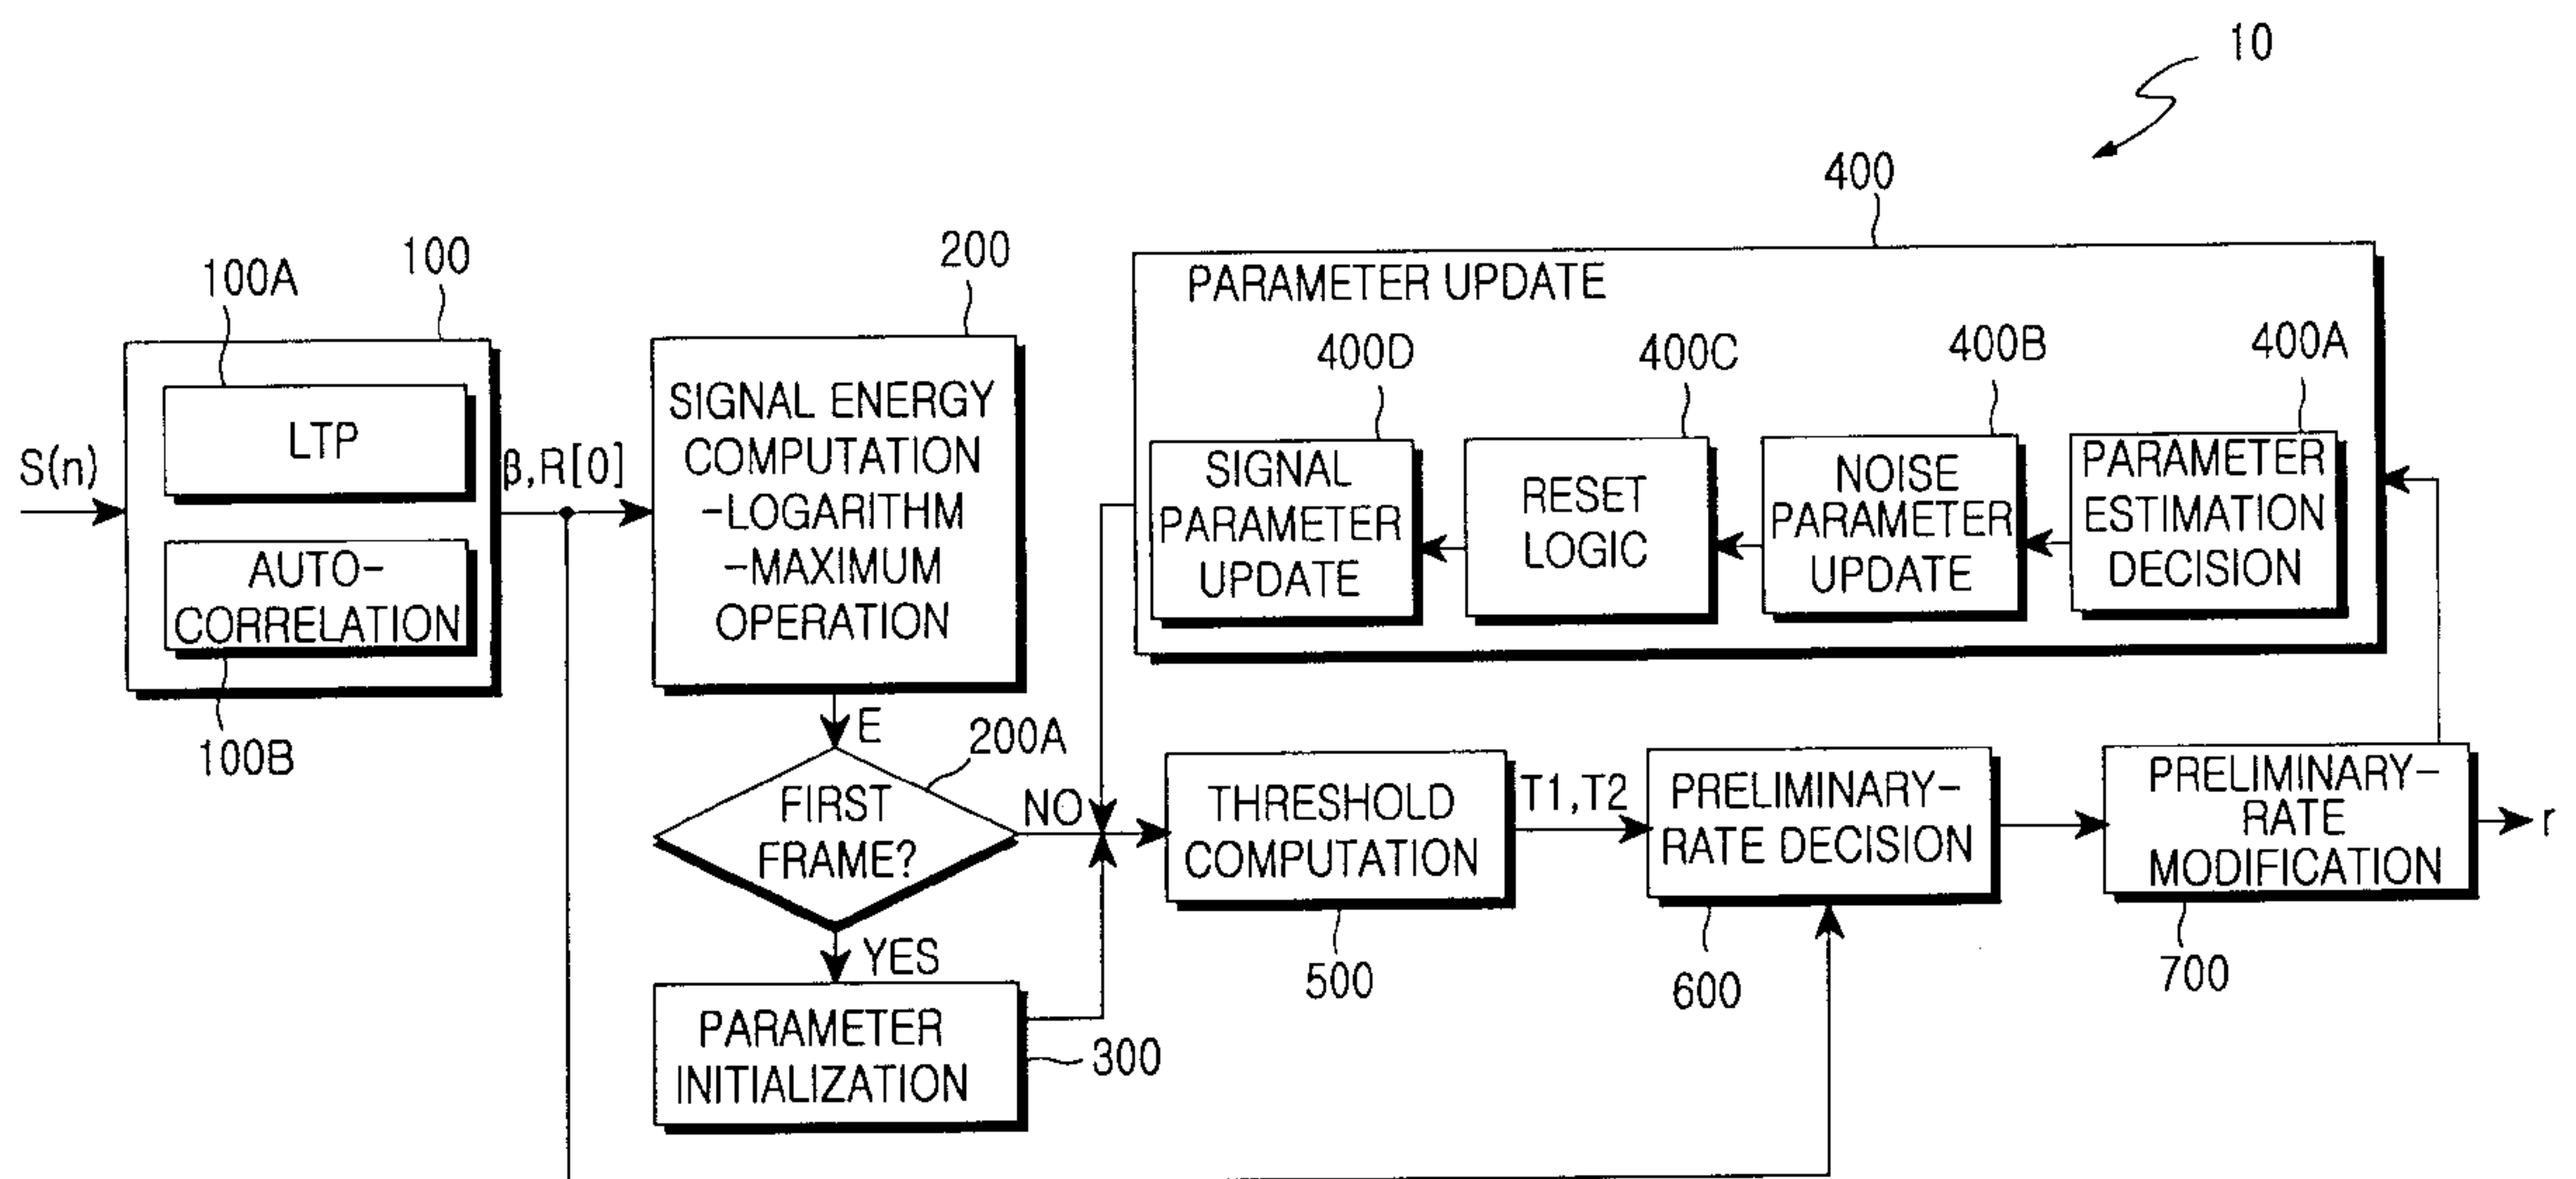 10
400
PARAMETER UPDATE
400D
400C
400B
400A
SIGNAL
PARAMETER
UPDATE
RESET
LOGIC
NOISE
PARAMETER
UPDATE
PARAMETER
ESTIMATION
DECISION
100
100A
S(n)
LTP
AUTO-
CORRELATION
100B
β,R[0]
200
SIGNAL ENERGY
COMPUTATION
-LOGARITHM
-MAXIMUM
OPERATION
E
200A
FIRST
FRAME?
NO
YES
PARAMETER
INITIALIZATION
300
THRESHOLD
COMPUTATION
500
T1,T2
PRELIMINARY-
RATE DECISION
600
PRELIMINARY-
RATE
MODIFICATION
700
r